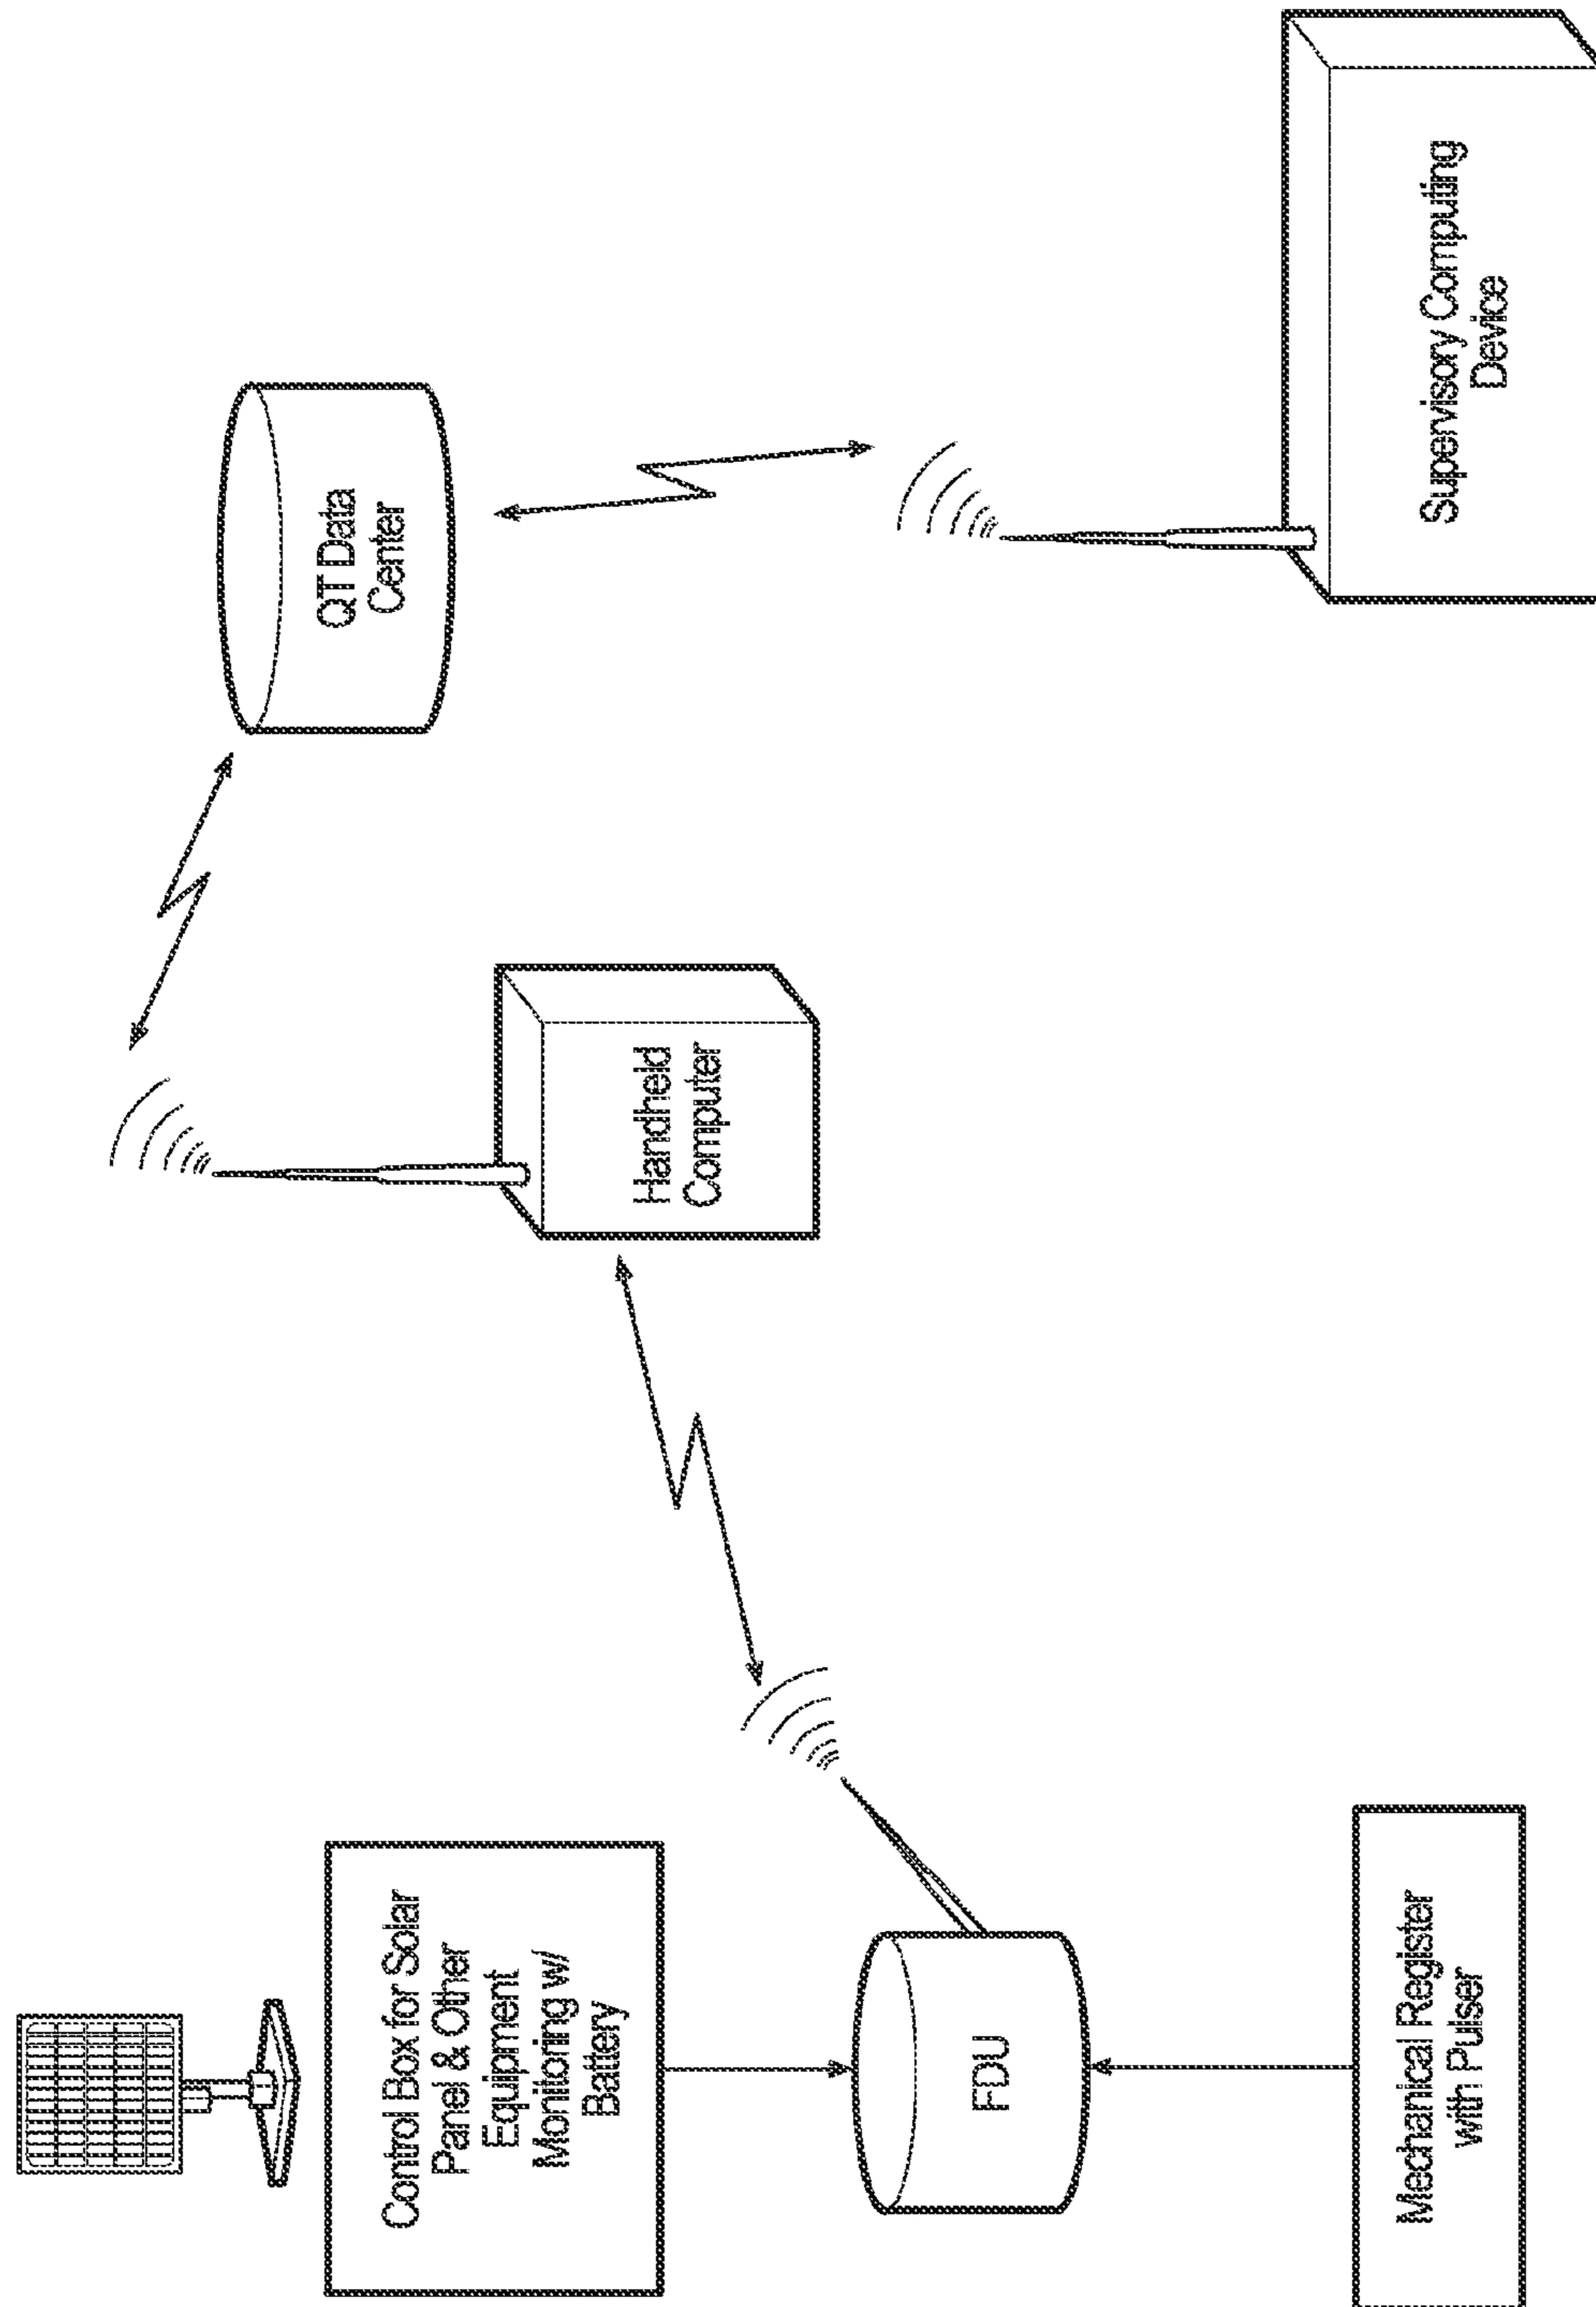 Control Box for Solar
Panel & Other
Equipment
Monitoring w/
Battery
FDU
Mechanical Register
with Pulser
Handheld
Computer
QT Data
Center
Supervisory Computing
Device